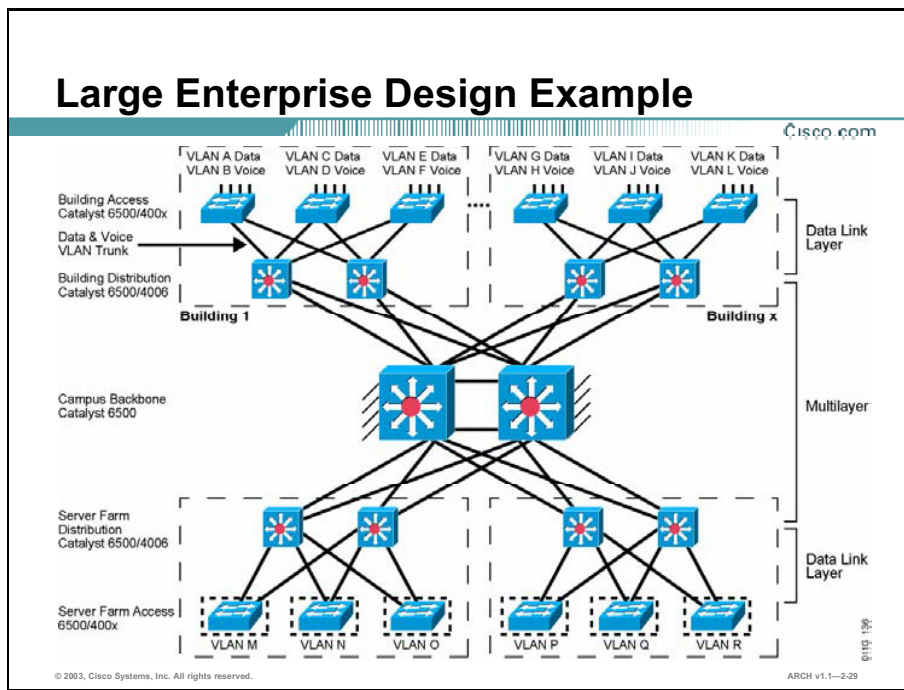 Large Enterprise Design Example
Cisco.com
VLAN A Data
VLAN B Voice
VLAN C Data
VLAN D Voice
VLAN E Data
VLAN F Voice
VLAN G Data
VLAN H Voice
VLAN I Data
VLAN J Voice
VLAN K Data
VLAN L Voice
Building Access
Catalyst 6500/400x
Data & Voice
VLAN Trunk
Building Distribution
Catalyst 6500/4006
Data Link
Layer
Building 1
Building x
Campus Backbone
Catalyst 6500
Multilayer
Server Farm
Distribution
Catalyst 6500/4006
Data Link
Layer
Server Farm Access
6500/400x
VLAN M
VLAN N
VLAN O
VLAN P
VLAN Q
VLAN R
011G_136
© 2003, Cisco Systems, Inc. All rights reserved.
ARCH v1.1—2-29